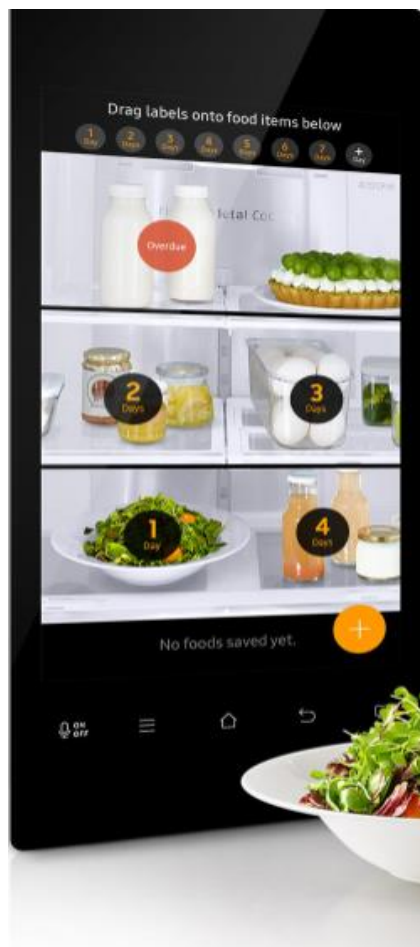 Drag labels onto food items below
1 Day
2 Days
3 Days
4 Days
5 Days
6 Days
7 Days
+ Day
Overdue
2 Days
3 Days
1 Day
4 Days
+
No foods saved yet.
ON
OFF